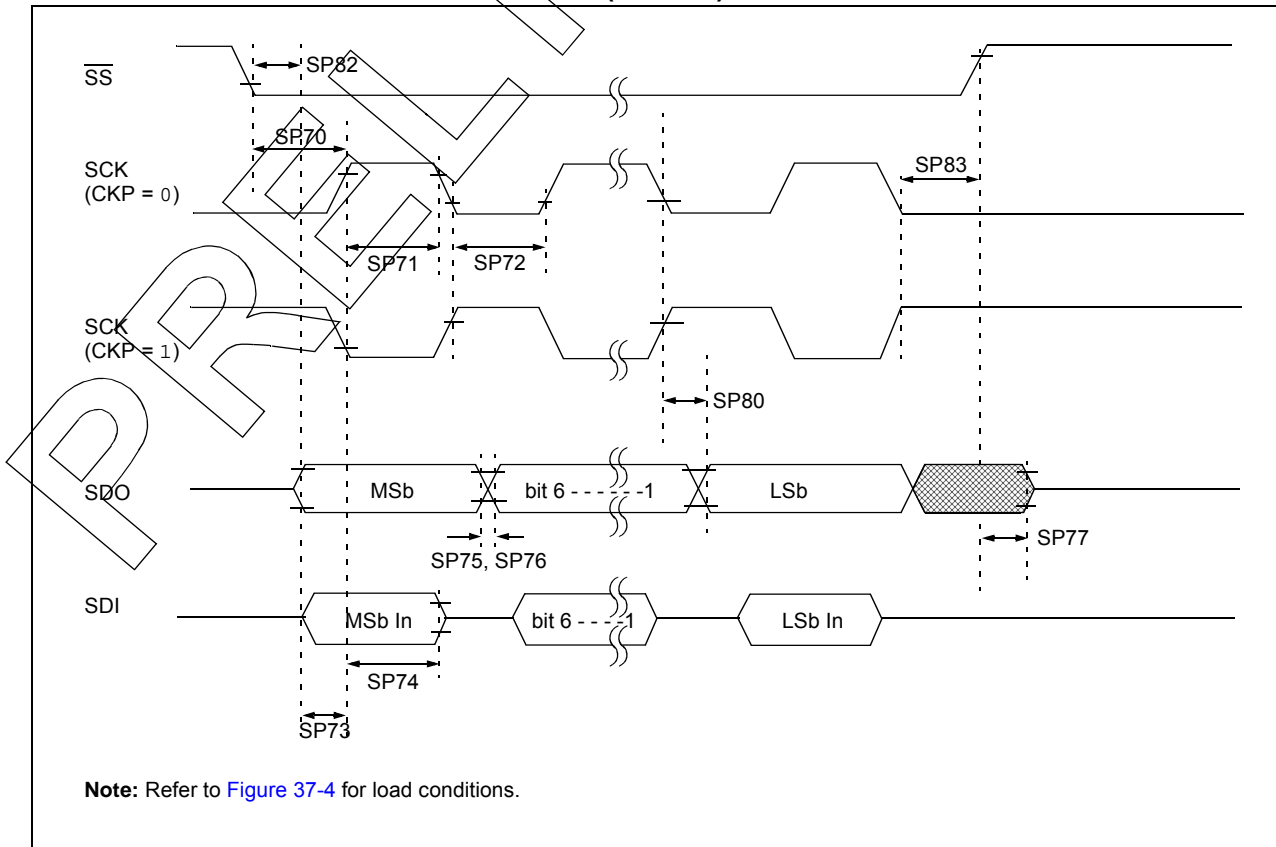 SS
SP82
SP70
SCK
(CKP = 0)
SP83
SP71
SP72
SCK
(CKP = 1)
SP80
SDO
MSb
bit 6 - - - - - -1
LSb
SP77
SP75, SP76
SDI
MSb In
bit 6 - - - -1
LSb In
SP74
SP73
Note: Refer to Figure 37-4 for load conditions.
PREL